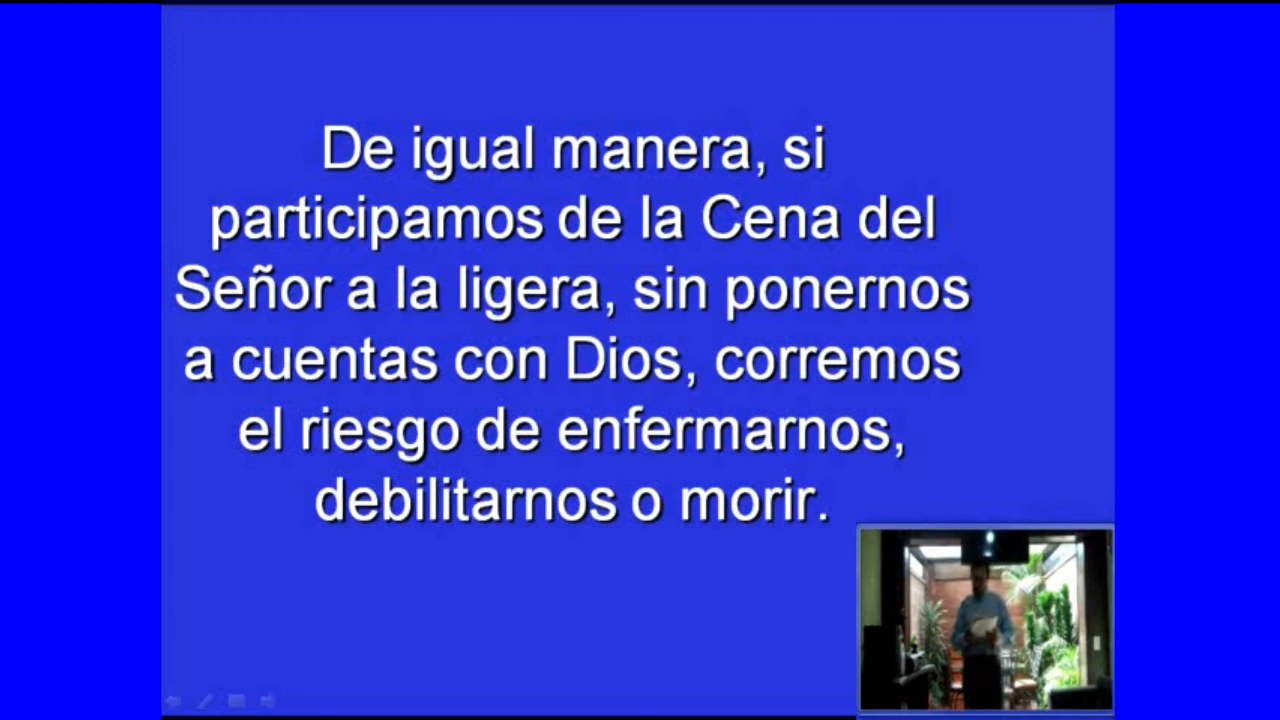 De igual manera, si
participamos de la Cena del
Señor a la ligera, sin ponernos
a cuentas con Dios, corremos
el riesgo de enfermarnos,
debilitarnos o morir.